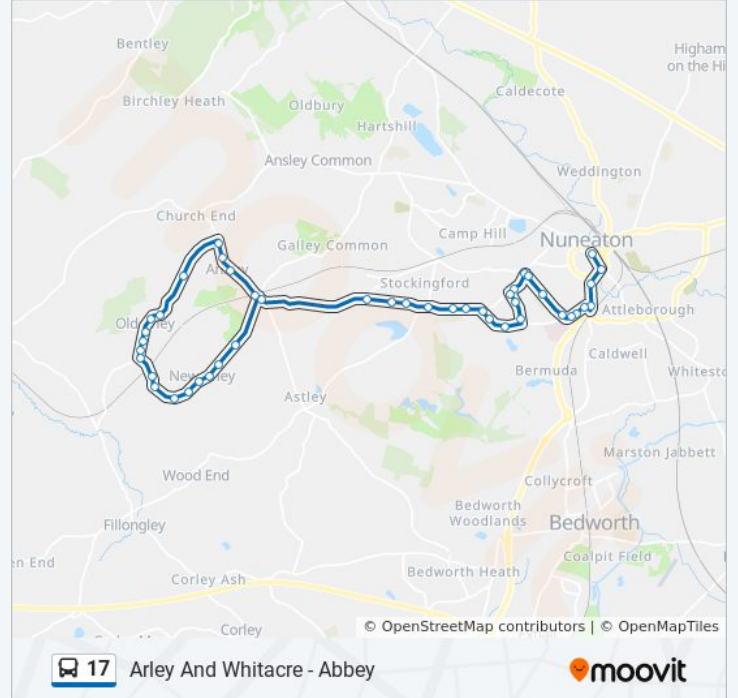 Bentley
Higham
on the Hi
Caldecote
Birchley Heath
Oldbury
Hartshill
Ansley Common
Weddington
Church End
Camp Hill
Nuneaton
Galley Common
Stockingford
Attleborough
Caldwell
Bermuda
Whitesto
Astley
Marston Jabbett
Wood End
Collycroft
Bedworth
Woodlands
Bedworth
Fillongley
Coalpit Field
en End
Corley Ash
Bedworth Heath
Corley
© OpenStreetMap contributors | © OpenMapTiles
17 Arley And Whitacre - Abbey
moovit